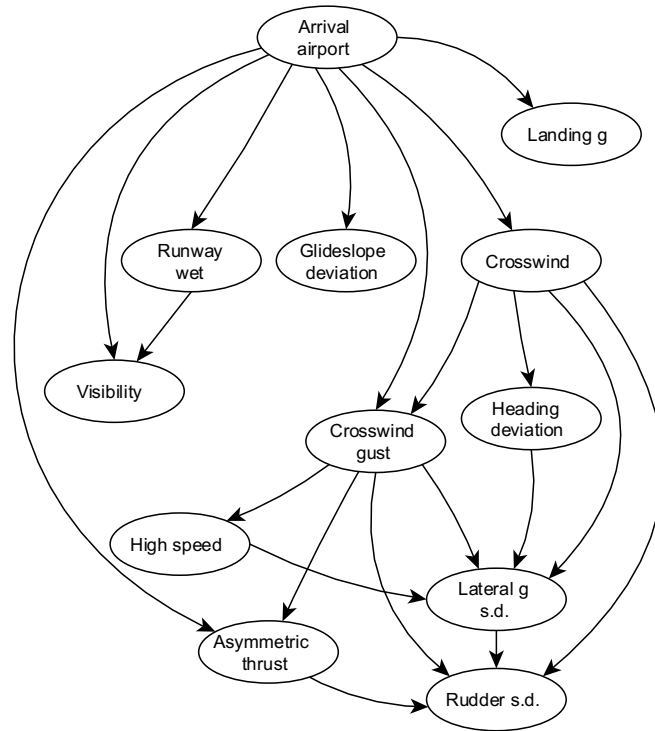 Arrival
airport
Landing g
Runway
wet
Glideslope
deviation
Crosswind
Visibility
Heading
deviation
Crosswind
gust
High speed
Lateral g
s.d.
Asymmetric
thrust
Rudder s.d.